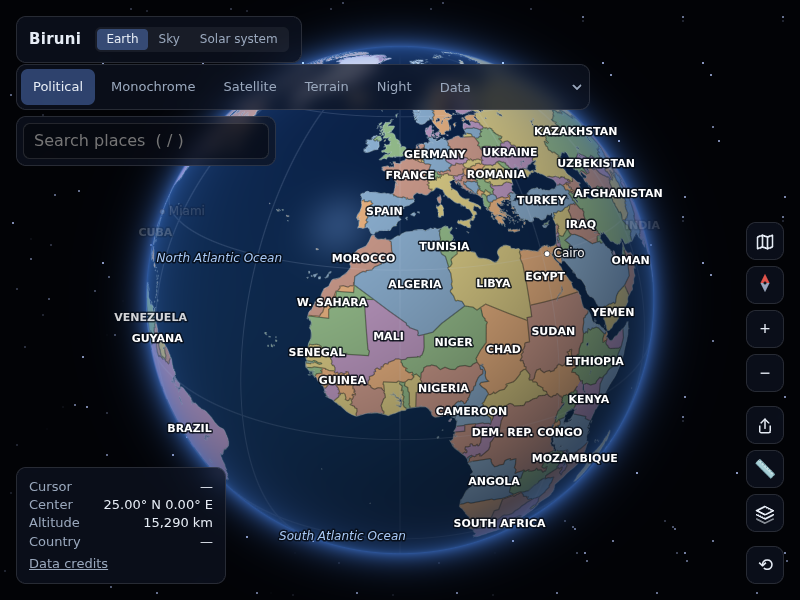 Biruni
Earth
Sky
Solar system
Political
Monochrome
Satellite
Terrain
Night
Data
Search places ( / )
KAZAKHSTAN
GERMANY
UKRAINE
UZBEKISTAN
FRANCE
ROMANIA
AFGHANISTAN
TURKEY
Miami
SPAIN
IRAQ
INDIA
CUBA
TUNISIA
Cairo
North Atlantic Ocean
MOROCCO
OMAN
EGYPT
ALGERIA
LIBYA
W. SAHARA
YEMEN
VENEZUELA
SUDAN
GUYANA
MALI
NIGER
CHAD
SENEGAL
ETHIOPIA
GUINEA
NIGERIA
KENYA
CAMEROON
BRAZIL
DEM. REP. CONGO
MOZAMBIQUE
ANGOLA
SOUTH AFRICA
South Atlantic Ocean
Cursor —
Center 25.00° N 0.00° E
Altitude 15,290 km
Country —
Data credits